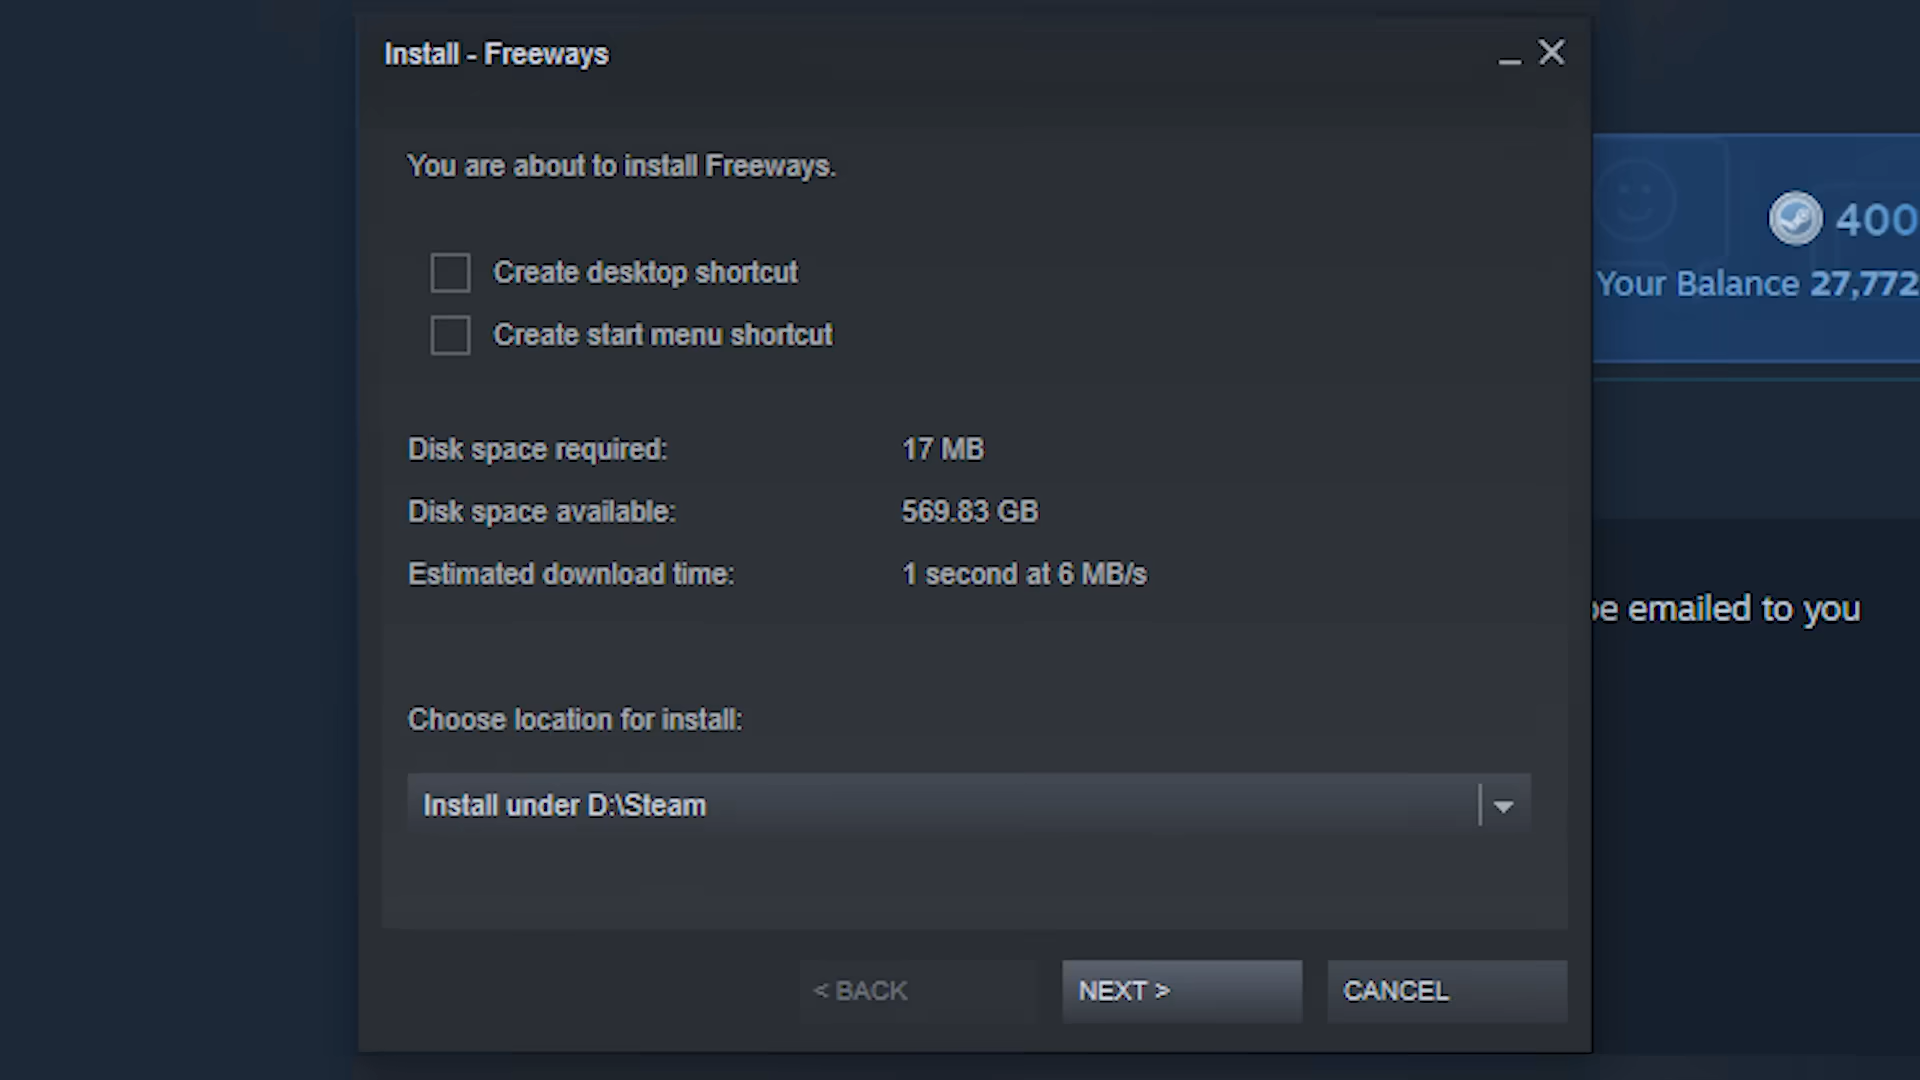 Install - Freeways
You are about to install Freeways.
Create desktop shortcut
Create start menu shortcut
Disk space required: 17 MB
Disk space available: 569.83 GB
Estimated download time: 1 second at 6 MB/s
Choose location for install:
Install under D:\Steam
< BACK NEXT > CANCEL
400
Your Balance 27,772
be emailed to you